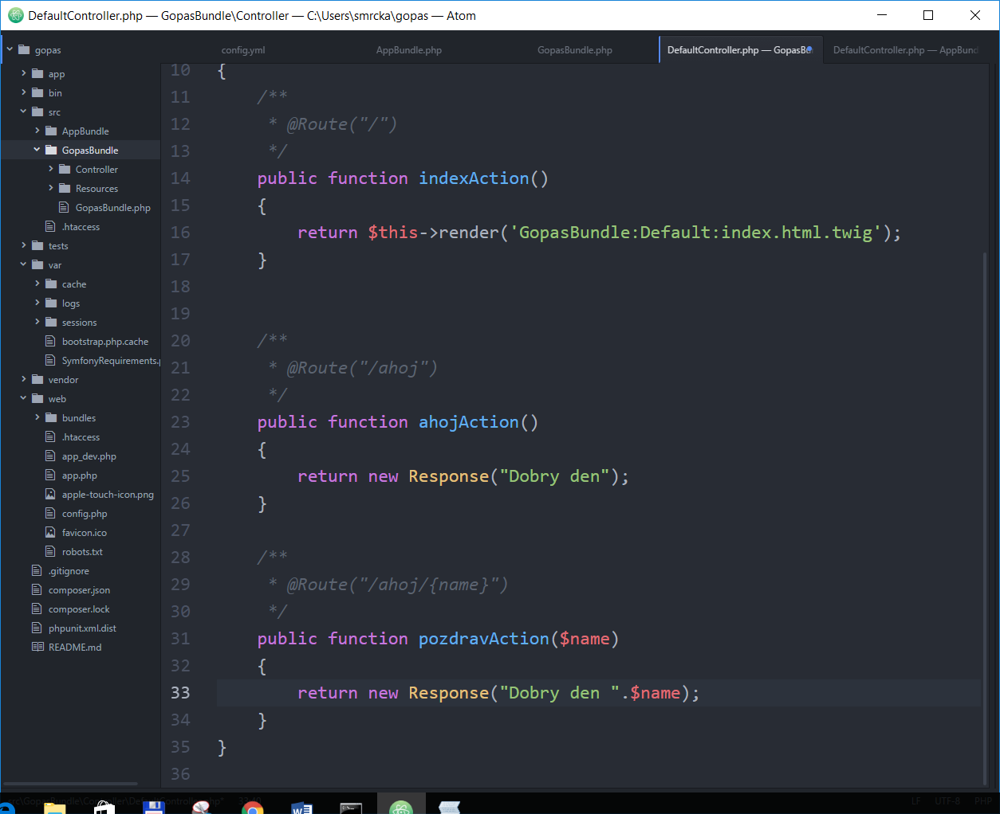 DefaultController.php — GopasBundle\Controller — C:\Users\smrcka\gopas — Atom
gopas
config.yml
AppBundle.php
GopasBundle.php
DefaultController.php — GopasBu
DefaultController.php — AppBund
app
bin
src
AppBundle
GopasBundle
Controller
Resources
GopasBundle.php
.htaccess
tests
var
cache
logs
sessions
bootstrap.php.cache
SymfonyRequirements.p
vendor
web
bundles
.htaccess
app_dev.php
app.php
apple-touch-icon.png
config.php
favicon.ico
robots.txt
.gitignore
composer.json
composer.lock
phpunit.xml.dist
README.md
10 {
11 /**
12 * @Route("/")
13 */
14 public function indexAction()
15 {
16 return $this->render('GopasBundle:Default:index.html.twig');
17 }
18
19
20 /**
21 * @Route("/ahoj")
22 */
23 public function ahojAction()
24 {
25 return new Response("Dobry den");
26 }
27
28 /**
29 * @Route("/ahoj/{name}")
30 */
31 public function pozdravAction($name)
32 {
33 return new Response("Dobry den ".$name);
34 }
35 }
36
LF UTF-8 PHP